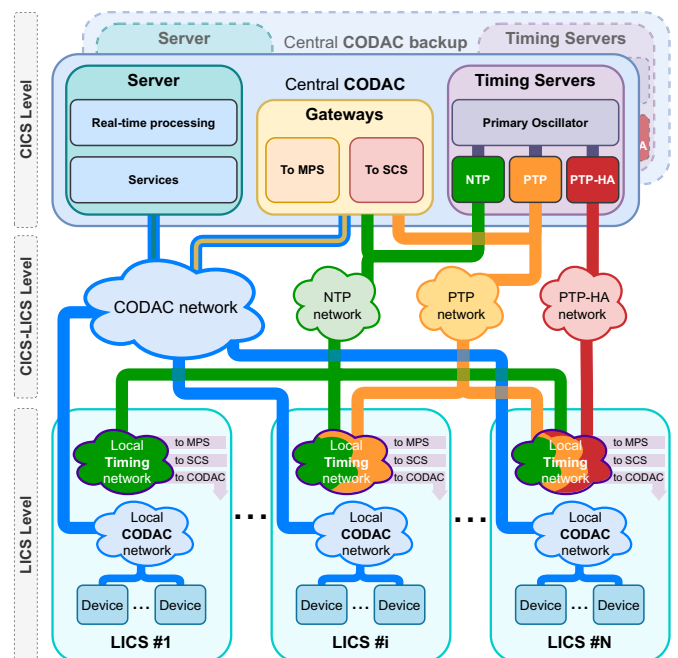 Server
Central CODAC backup
Timing Servers
CICS Level
Server
Central CODAC
Timing Servers
Real-time processing
Services
Gateways
To MPS
To SCS
Primary Oscillator
NTP
PTP
PTP-HA
A
CICS-LICS Level
CODAC network
NTP
network
PTP
network
PTP-HA
network
LICS Level
Local
Timing
network
to MPS
to SCS
to CODAC
Local
CODAC
network
Device
...
Device
LICS #1
...
Local
Timing
network
to MPS
to SCS
to CODAC
Local
CODAC
network
Device
...
Device
LICS #i
...
Local
Timing
network
to MPS
to SCS
to CODAC
Local
CODAC
network
Device
...
Device
LICS #N